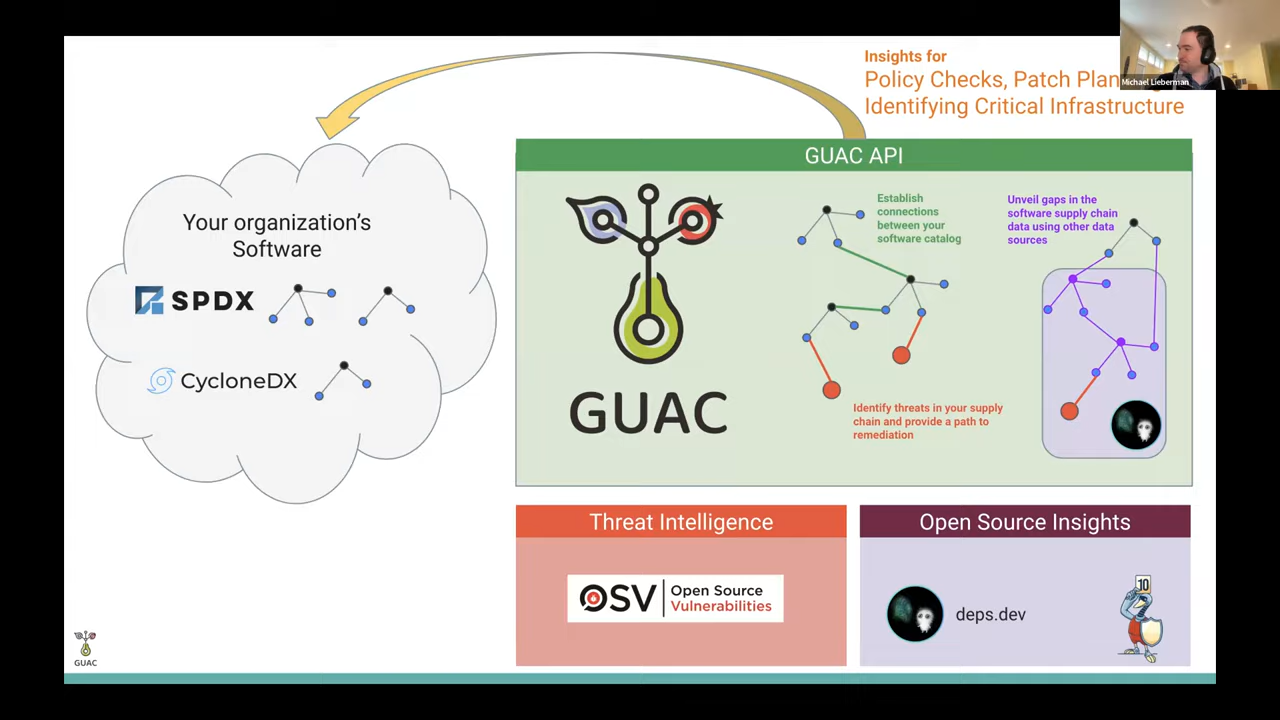 Insights for
Policy Checks, Patch Plan
Identifying Critical Infrastructure
Michael Lieberman
GUAC API
Your organization's
Software
SPDX
CycloneDX
GUAC
Establish
connections
between your
software catalog
Unveil gaps in the
software supply chain
data using other data
sources
Identify threats in your supply
chain and provide a path to
remediation
Threat Intelligence
OSV
Open Source
Vulnerabilities
Open Source Insights
deps.dev
10
GUAC